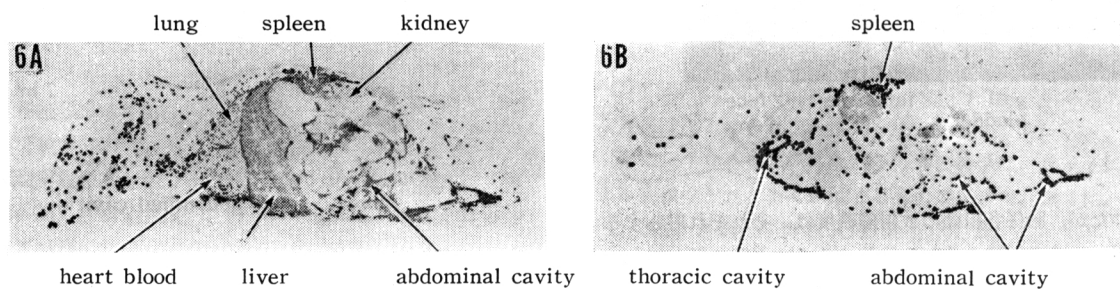 lung spleen kidney
6A
heart blood liver abdominal cavity
spleen
6B
thoracic cavity abdominal cavity